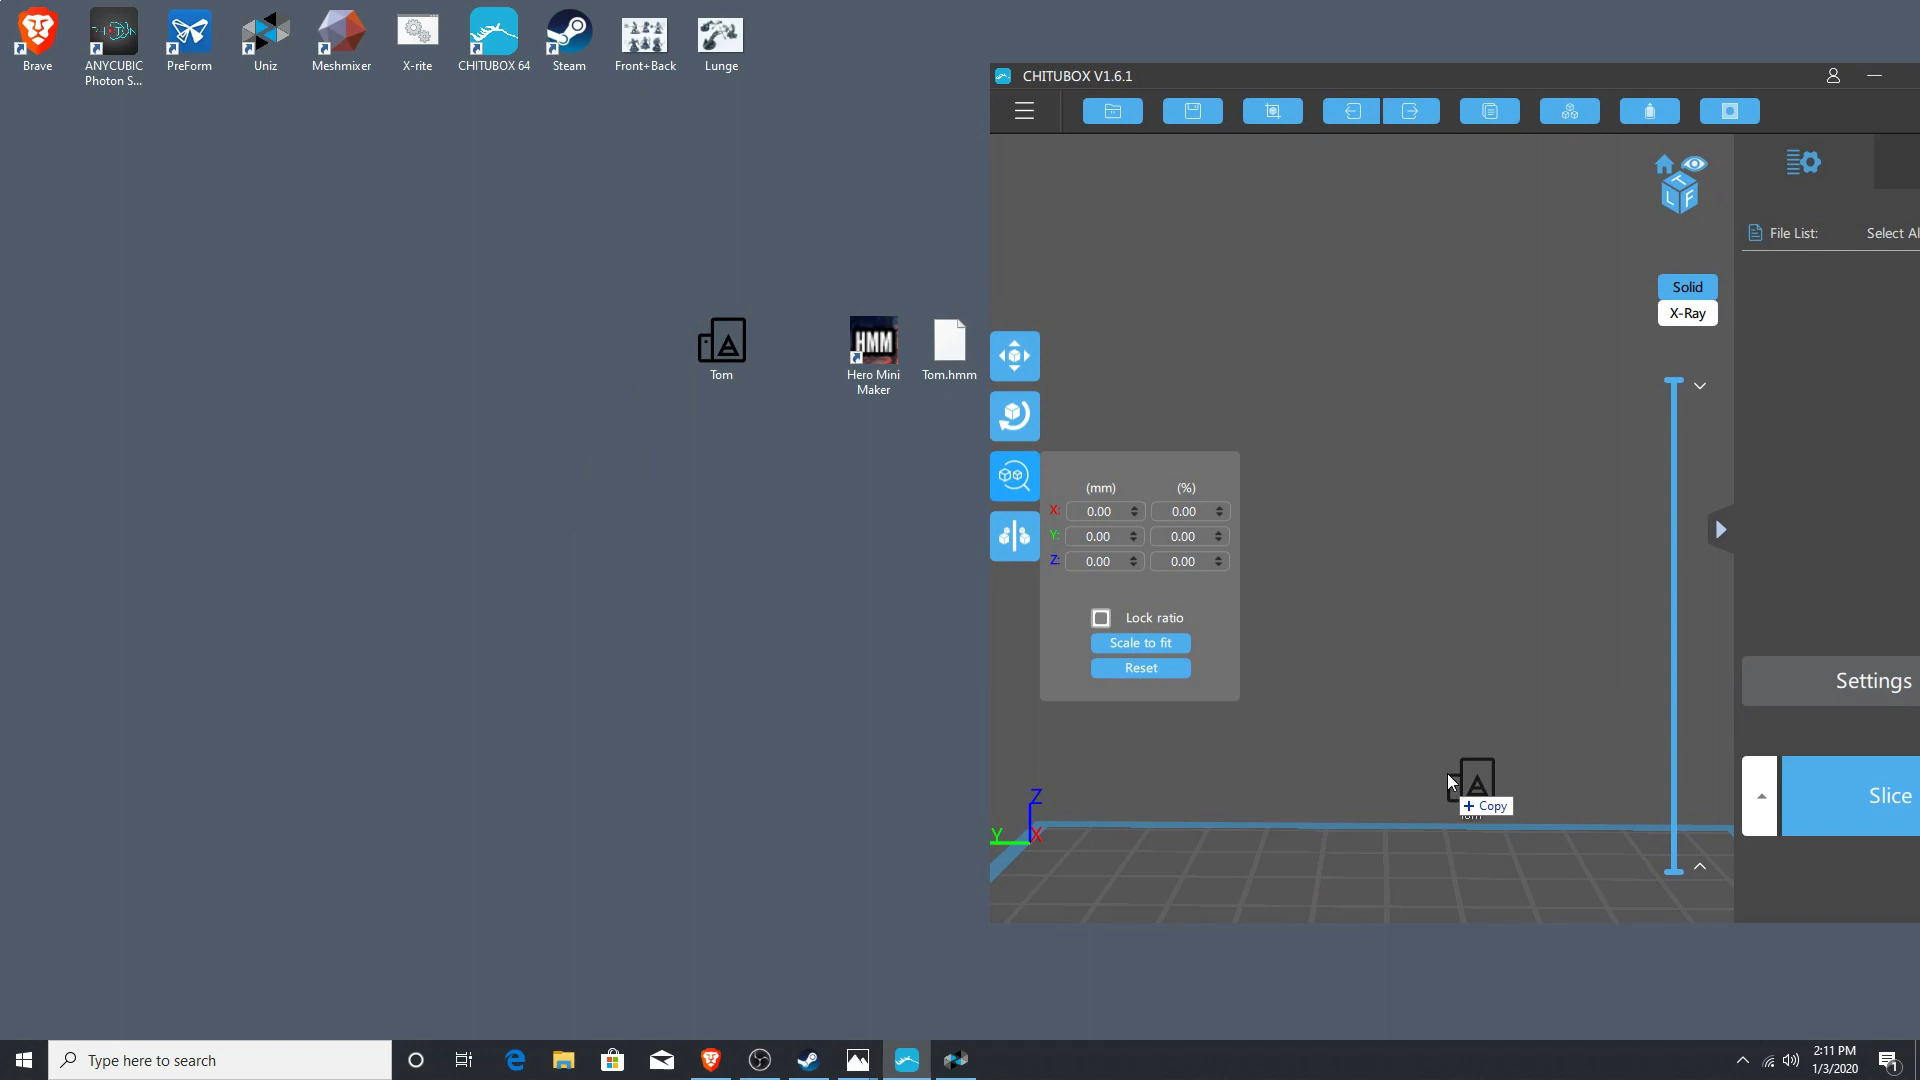 Brave
ANYCUBIC
Photon S...
PreForm
Uniz
Meshmixer
X-rite
CHITUBOX 64
Steam
Front+Back
Lunge
CHITUBOX V1.6.1
T
L F
File List:
Select Al
Solid
X-Ray
Tom
HMM
Hero Mini
Maker
Tom.hmm
(mm) (%)
X: 0.00 0.00
Y: 0.00 0.00
Z: 0.00 0.00
Lock ratio
Scale to fit
Reset
Settings
Slice
+ Copy
Tom
Z
Y X
Type here to search
2:11 PM
1/3/2020
1